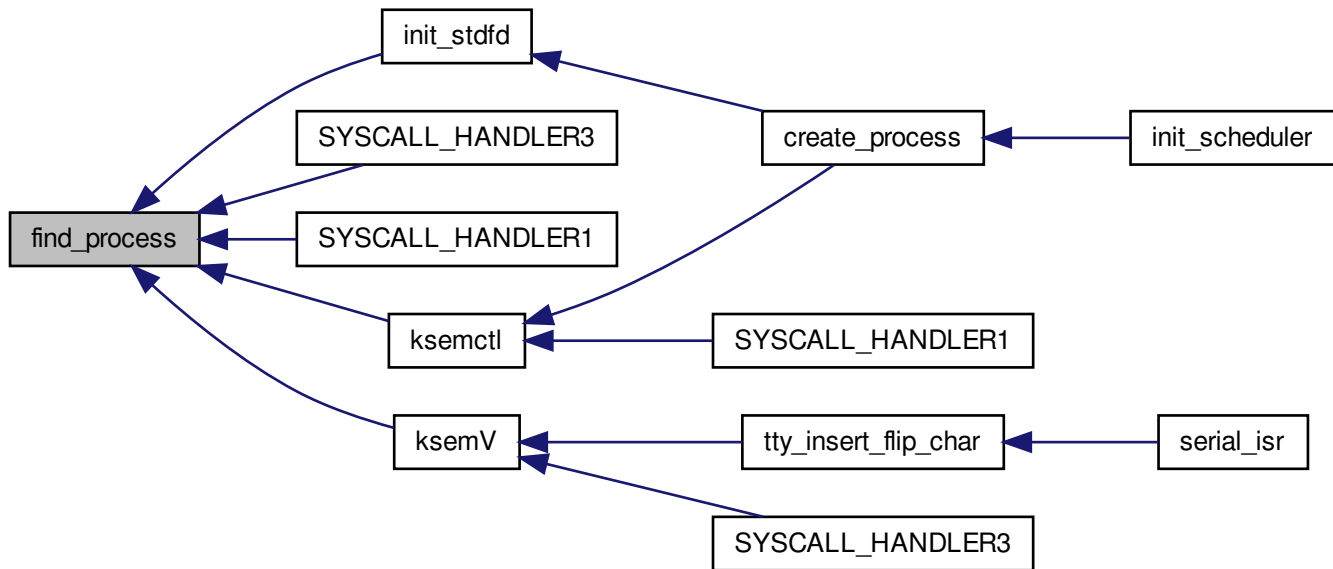 init_stdfd
SYSCALL_HANDLER3
create_process
init_scheduler
find_process
SYSCALL_HANDLER1
ksemctl
SYSCALL_HANDLER1
ksemV
tty_insert_flip_char
serial_isr
SYSCALL_HANDLER3